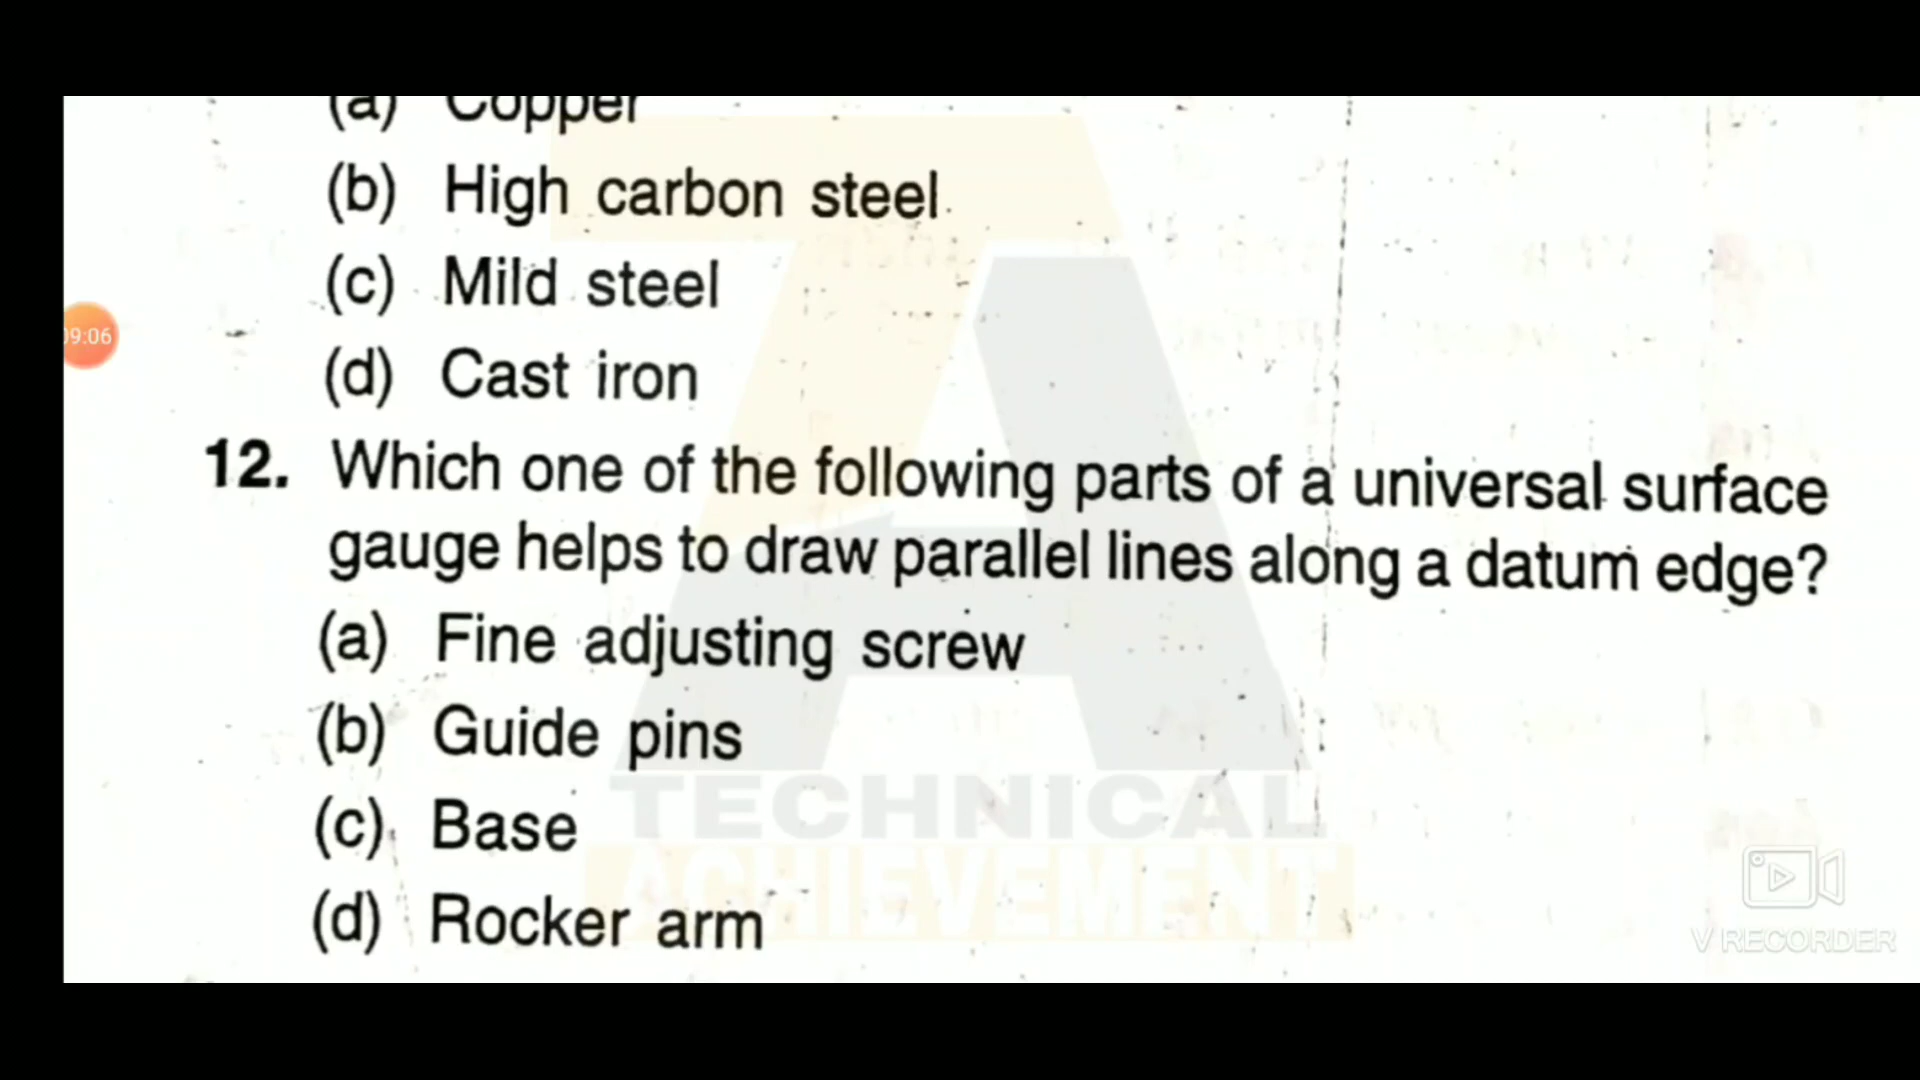 (a) Copper
(b) High carbon steel
(c) Mild steel
09:06
(d) Cast iron
12. Which one of the following parts of a universal surface
gauge helps to draw parallel lines along a datum edge?
(a) Fine adjusting screw
(b) Guide pins
TECHNICAL
(c) Base
ACHIEVEMENT
(d) Rocker arm
V RECORDER